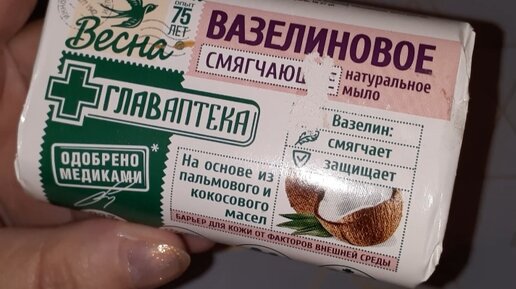 ОПЫТ
75
ЛЕТ
Весна
ВАЗЕЛИНОВОЕ
СМЯГЧАЮЩЕЕ
натуральное
мыло
ГЛАВАПТЕКА
ОДОБРЕНО
МЕДИКАМИ*
Вазелин:
смягчает
защищает
На основе из
пальмового и
кокосового
масел
БАРЬЕР ДЛЯ КОЖИ ОТ ФАКТОРОВ ВНЕШНЕЙ СРЕДЫ